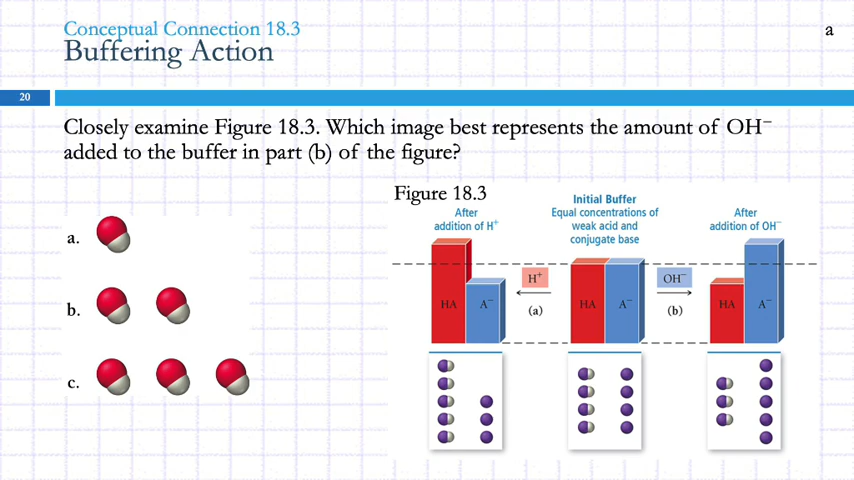 Conceptual Connection 18.3
Buffering Action
a
20
Closely examine Figure 18.3. Which image best represents the amount of OH⁻
added to the buffer in part (b) of the figure?
a.
b.
c.
Figure 18.3
After
addition of H⁺
Initial Buffer
Equal concentrations of
weak acid and
conjugate base
After
addition of OH⁻
HA A⁻
H⁺
(a)
HA A⁻
OH⁻
(b)
HA A⁻